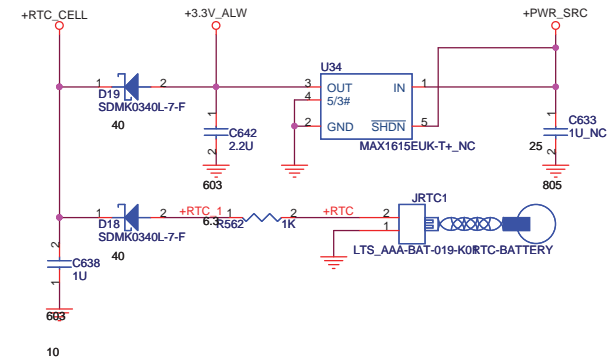 +RTC_CELL
+3.3V_ALW
+PWR_SRC
U34
1 2
3 OUT IN 1
4 5/3#
2 GND SHDN 5
D19
SDMK0340L-7-F
40
MAX1615EUK-T+_NC
1
C642
2.2U
2
603
1
C633
1U_NC
25
2
805
1 2
D18
SDMK0340L-7-F
40
+RTC_1
6.3
1
R562
2
1K
+RTC
JRTC1
2
1
LTS_AAA-BAT-019-K01
RTC-BATTERY
2
C638
1U
1
603
10